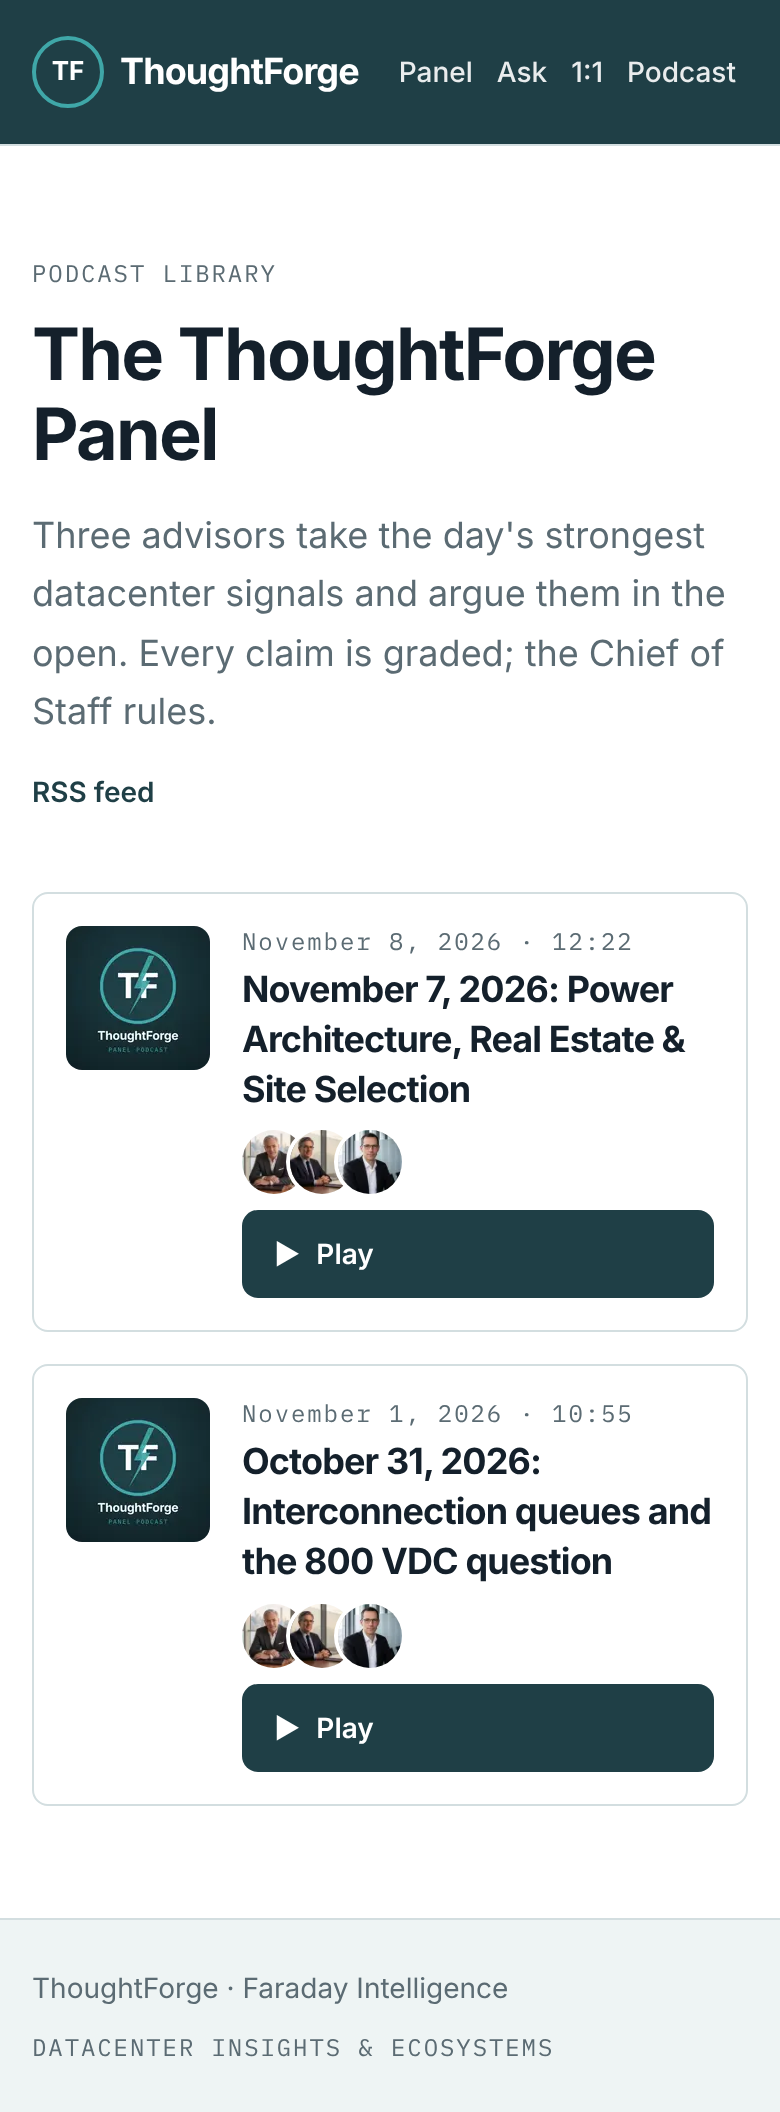 TF ThoughtForge Panel Ask 1:1 Podcast
PODCAST LIBRARY
The ThoughtForge
Panel
Three advisors take the day's strongest
datacenter signals and argue them in the
open. Every claim is graded; the Chief of
Staff rules.
RSS feed
TF
ThoughtForge
PANEL PODCAST
November 8, 2026 · 12:22
November 7, 2026: Power
Architecture, Real Estate &
Site Selection
▶ Play
TF
ThoughtForge
PANEL PODCAST
November 1, 2026 · 10:55
October 31, 2026:
Interconnection queues and
the 800 VDC question
▶ Play
ThoughtForge · Faraday Intelligence
DATACENTER INSIGHTS & ECOSYSTEMS